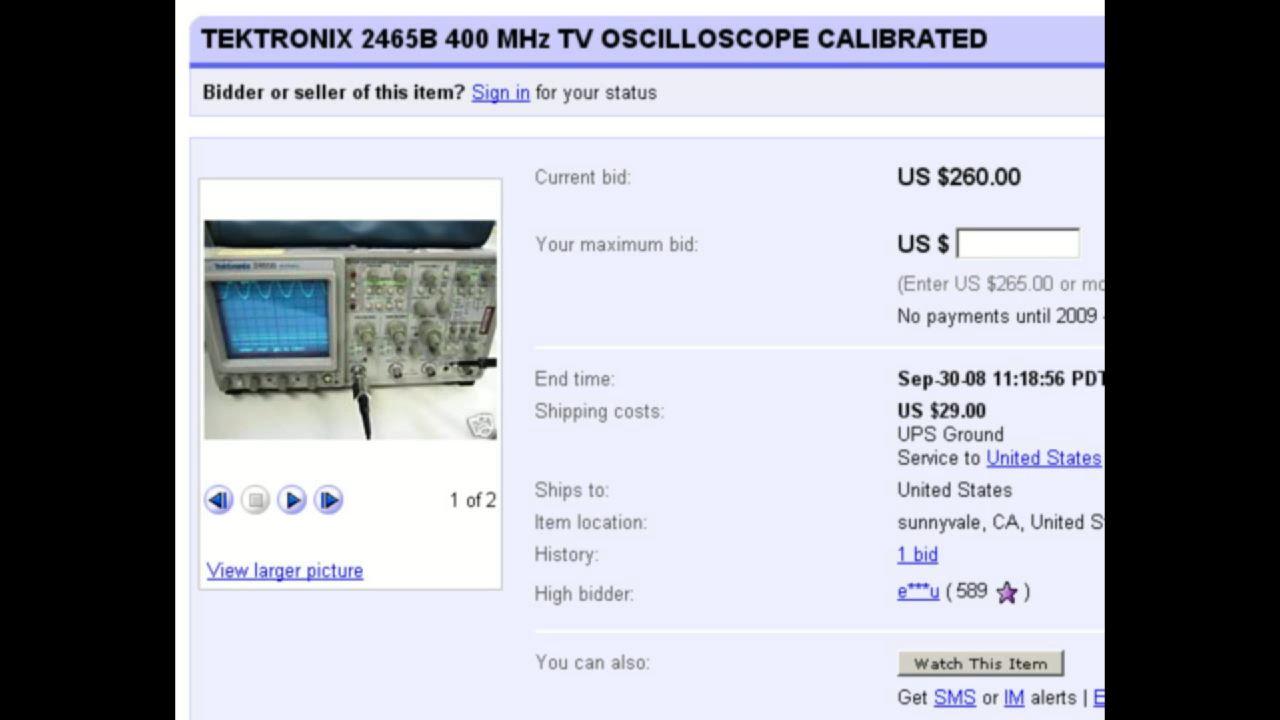 TEKTRONIX 2465B 400 MHz TV OSCILLOSCOPE CALIBRATED
Bidder or seller of this item? Sign in for your status
Current bid: US $260.00
Your maximum bid: US $
(Enter US $265.00 or mo
No payments until 2009
Tektronix 2465B
End time: Sep-30-08 11:18:56 PDT
Shipping costs: US $29.00
UPS Ground
Service to United States
Ships to: United States
1 of 2
Item location: sunnyvale, CA, United S
History: 1 bid
View larger picture
High bidder: e***u ( 589 )
You can also: Watch This Item
Get SMS or IM alerts | E